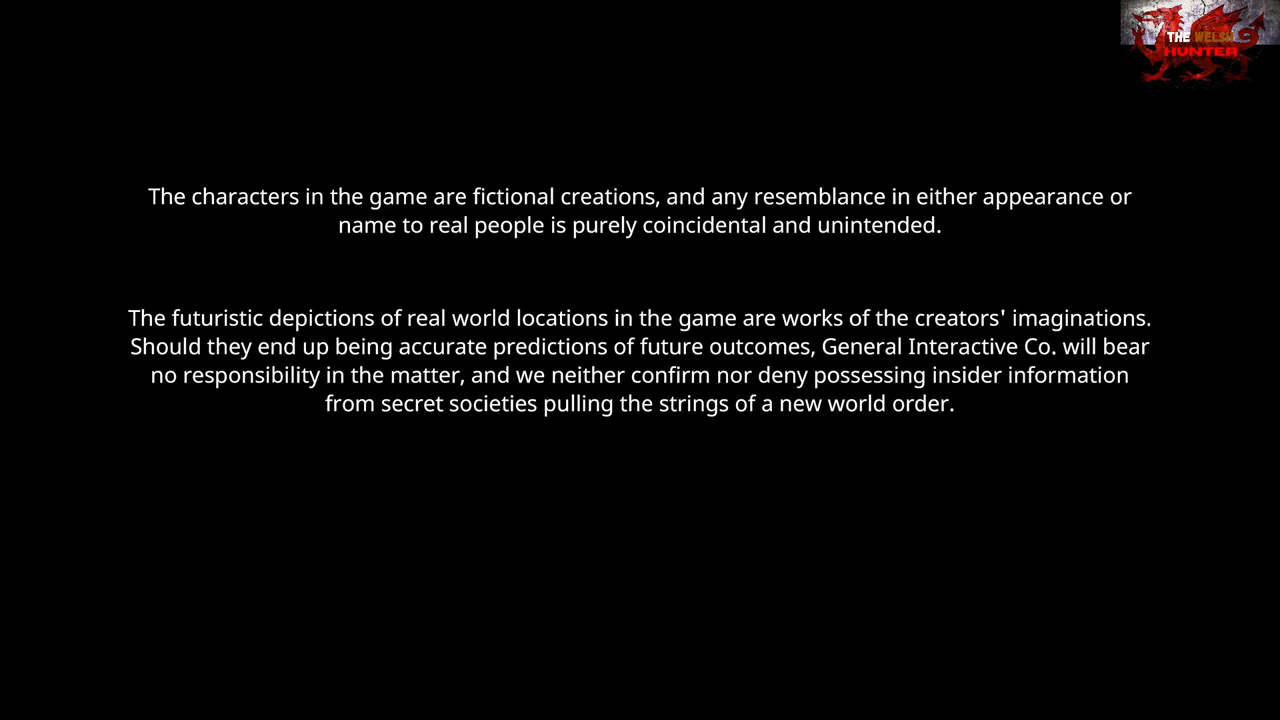 THE WELSH
HUNTER
The characters in the game are fictional creations, and any resemblance in either appearance or
name to real people is purely coincidental and unintended.
The futuristic depictions of real world locations in the game are works of the creators' imaginations.
Should they end up being accurate predictions of future outcomes, General Interactive Co. will bear
no responsibility in the matter, and we neither confirm nor deny possessing insider information
from secret societies pulling the strings of a new world order.